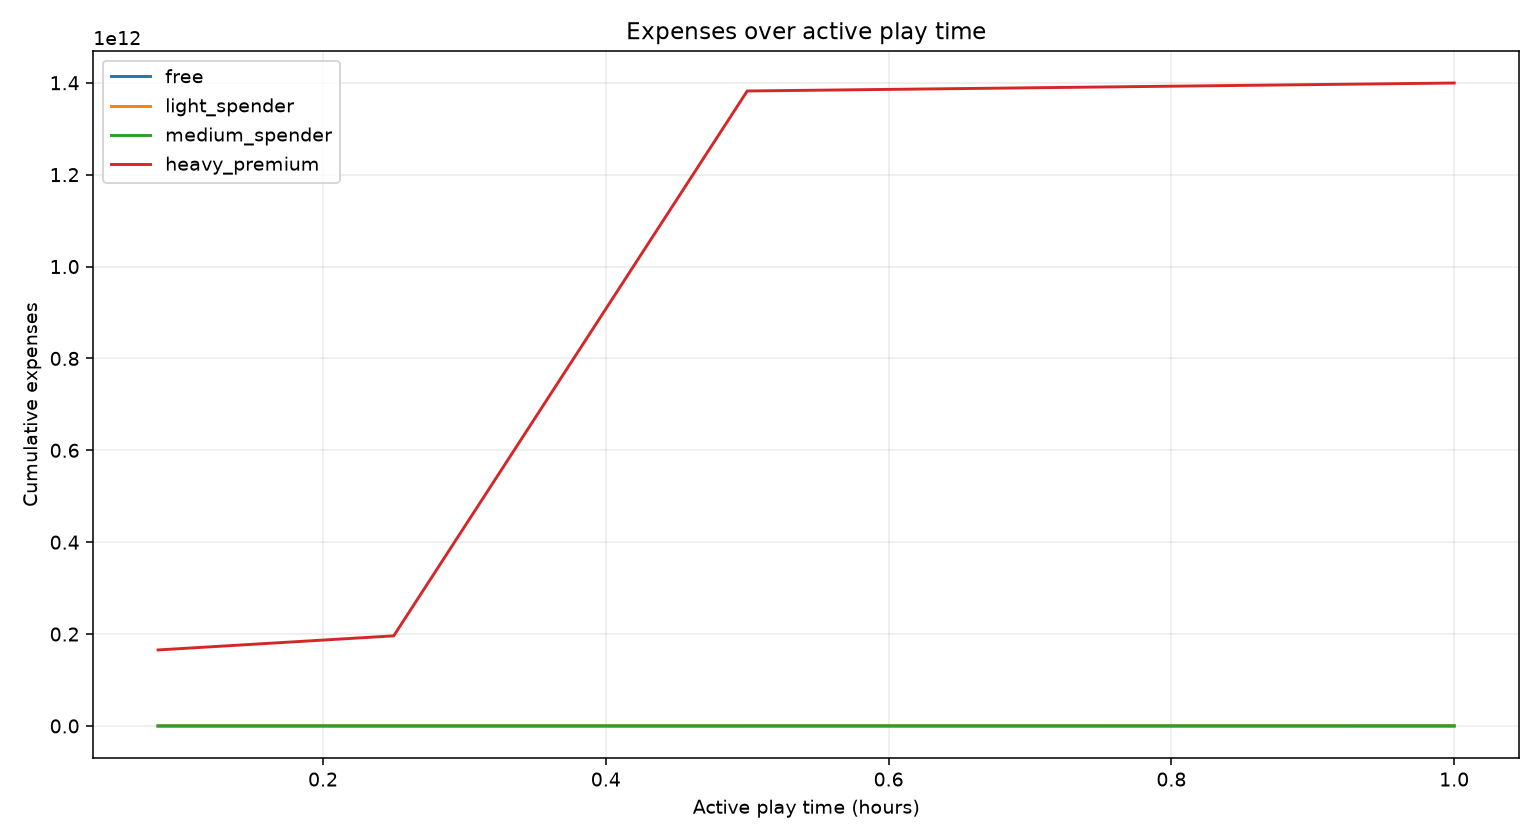 Expenses over active play time
1e12
free
light_spender
medium_spender
heavy_premium
1.4
1.2
1.0
0.8
0.6
0.4
0.2
0.0
Cumulative expenses
0.2
0.4
0.6
0.8
1.0
Active play time (hours)